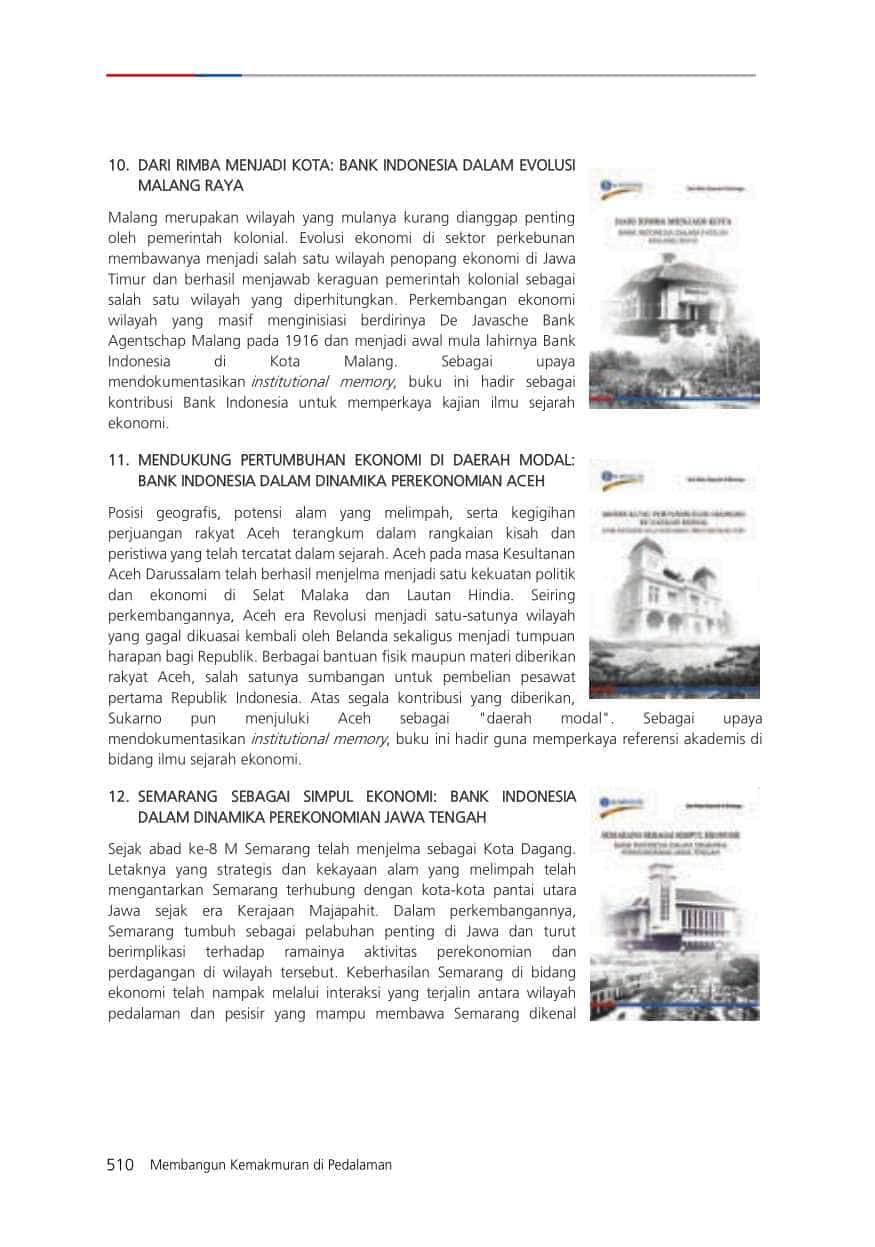 10. DARI RIMBA MENJADI KOTA: BANK INDONESIA DALAM EVOLUSI
MALANG RAYA
Malang merupakan wilayah yang mulanya kurang dianggap penting
oleh pemerintah kolonial. Evolusi ekonomi di sektor perkebunan
membawanya menjadi salah satu wilayah penopang ekonomi di Jawa
Timur dan berhasil menjawab keraguan pemerintah kolonial sebagai
salah satu wilayah yang diperhitungkan. Perkembangan ekonomi
wilayah yang masif menginisiasi berdirinya De Javasche Bank
Agentschap Malang pada 1916 dan menjadi awal mula lahirnya Bank
Indonesia di Kota Malang. Sebagai upaya
mendokumentasikan institutional memory, buku ini hadir sebagai
kontribusi Bank Indonesia untuk memperkaya kajian ilmu sejarah
ekonomi.
DARI RIMBA MENJADI KOTA
11. MENDUKUNG PERTUMBUHAN EKONOMI DI DAERAH MODAL:
BANK INDONESIA DALAM DINAMIKA PEREKONOMIAN ACEH
Posisi geografis, potensi alam yang melimpah, serta kegigihan
perjuangan rakyat Aceh terangkum dalam rangkaian kisah dan
peristiwa yang telah tercatat dalam sejarah. Aceh pada masa Kesultanan
Aceh Darussalam telah berhasil menjelma menjadi satu kekuatan politik
dan ekonomi di Selat Malaka dan Lautan Hindia. Seiring
perkembangannya, Aceh era Revolusi menjadi satu-satunya wilayah
yang gagal dikuasai kembali oleh Belanda sekaligus menjadi tumpuan
harapan bagi Republik. Berbagai bantuan fisik maupun materi diberikan
rakyat Aceh, salah satunya sumbangan untuk pembelian pesawat
pertama Republik Indonesia. Atas segala kontribusi yang diberikan,
Sukarno pun menjuluki Aceh sebagai "daerah modal". Sebagai upaya
mendokumentasikan institutional memory, buku ini hadir guna memperkaya referensi akademis di
bidang ilmu sejarah ekonomi.
12. SEMARANG SEBAGAI SIMPUL EKONOMI: BANK INDONESIA
DALAM DINAMIKA PEREKONOMIAN JAWA TENGAH
Sejak abad ke-8 M Semarang telah menjelma sebagai Kota Dagang.
Letaknya yang strategis dan kekayaan alam yang melimpah telah
mengantarkan Semarang terhubung dengan kota-kota pantai utara
Jawa sejak era Kerajaan Majapahit. Dalam perkembangannya,
Semarang tumbuh sebagai pelabuhan penting di Jawa dan turut
berimplikasi terhadap ramainya aktivitas perekonomian dan
perdagangan di wilayah tersebut. Keberhasilan Semarang di bidang
ekonomi telah nampak melalui interaksi yang terjalin antara wilayah
pedalaman dan pesisir yang mampu membawa Semarang dikenal
SEMARANG SEBAGAI SIMPUL EKONOMI
510 Membangun Kemakmuran di Pedalaman